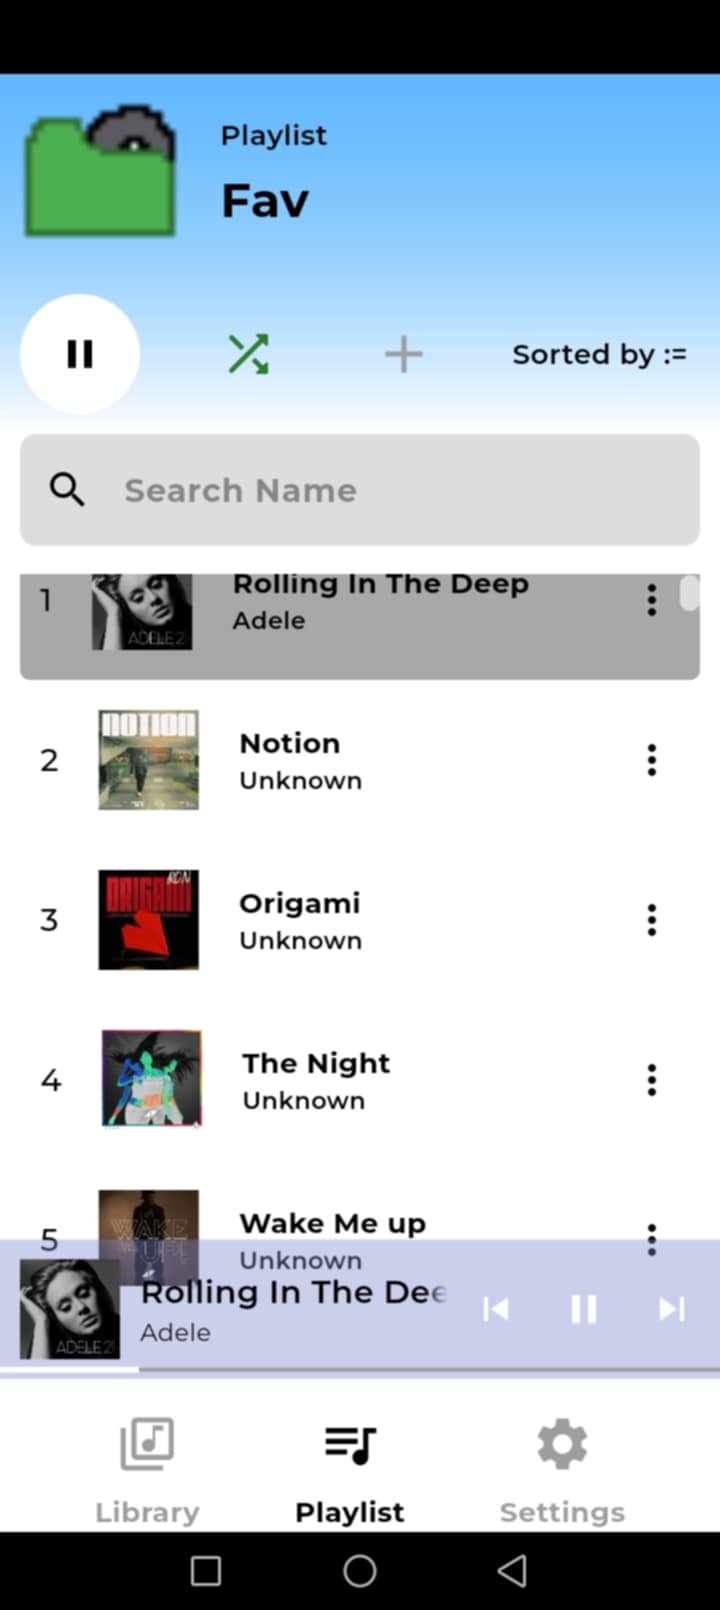 Playlist
Fav
Sorted by :=
Search Name
1
Rolling In The Deep
Adele
ADELE 2
2
NOTION
Notion
Unknown
3
RON
ORIGAMI
Origami
Unknown
4
The Night
Unknown
5
WAKE
UP!
Wake Me up
Unknown
Rolling In The Dee
Adele
ADELE 21
Library
Playlist
Settings